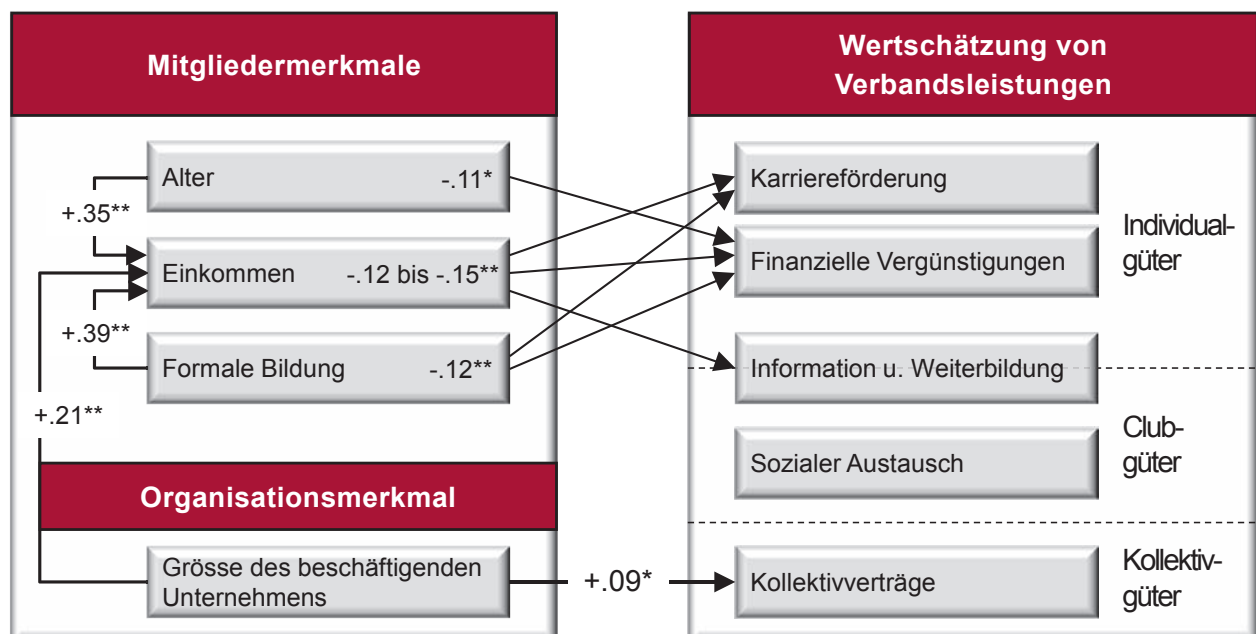 Mitgliedermerkmale
Alter -.11*
+.35**
Einkommen -.12 bis -.15**
+.39**
Formale Bildung -.12**
+.21**
Organisationsmerkmal
Grösse des beschäftigenden
Unternehmens
+.09*
Wertschätzung von
Verbandsleistungen
Karriereförderung
Finanzielle Vergünstigungen
Individual-
güter
Information u. Weiterbildung
Sozialer Austausch
Club-
güter
Kollektivverträge
Kollektiv-
güter